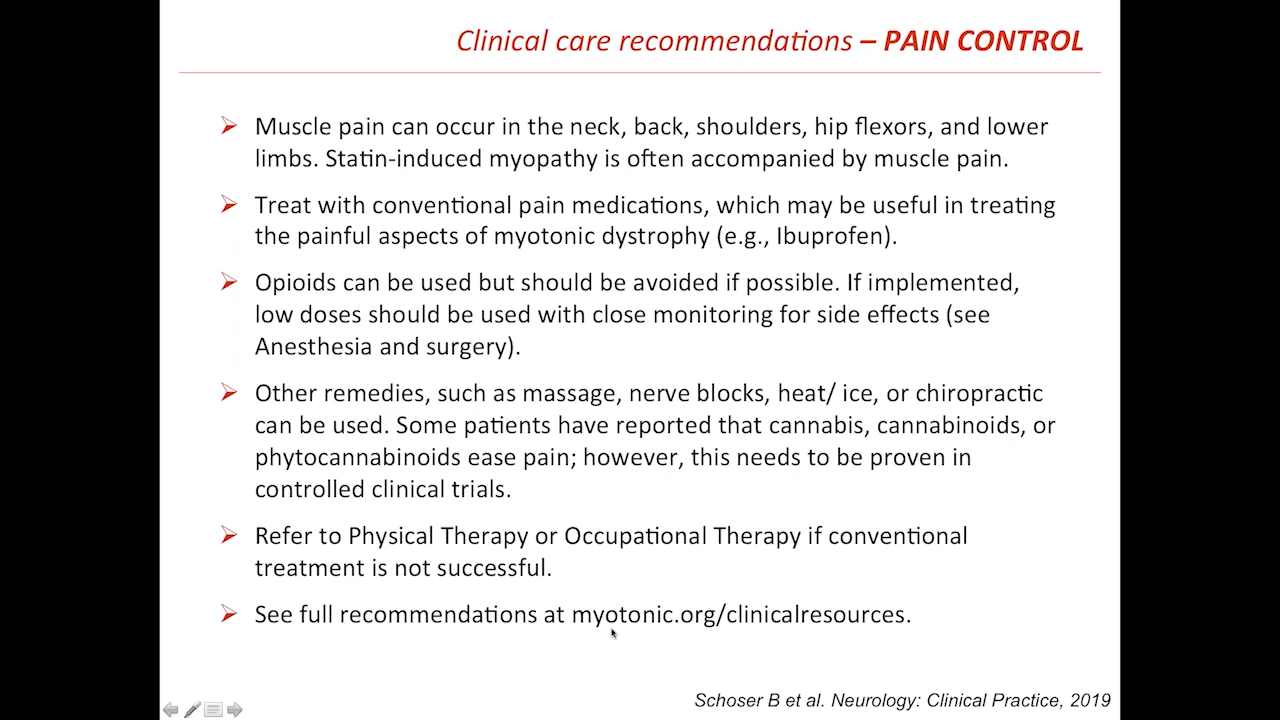 Clinical care recommendations – PAIN CONTROL
Muscle pain can occur in the neck, back, shoulders, hip flexors, and lower
limbs. Statin-induced myopathy is often accompanied by muscle pain.
Treat with conventional pain medications, which may be useful in treating
the painful aspects of myotonic dystrophy (e.g., Ibuprofen).
Opioids can be used but should be avoided if possible. If implemented,
low doses should be used with close monitoring for side effects (see
Anesthesia and surgery).
Other remedies, such as massage, nerve blocks, heat/ ice, or chiropractic
can be used. Some patients have reported that cannabis, cannabinoids, or
phytocannabinoids ease pain; however, this needs to be proven in
controlled clinical trials.
Refer to Physical Therapy or Occupational Therapy if conventional
treatment is not successful.
See full recommendations at myotonic.org/clinicalresources.
Schoser B et al. Neurology: Clinical Practice, 2019